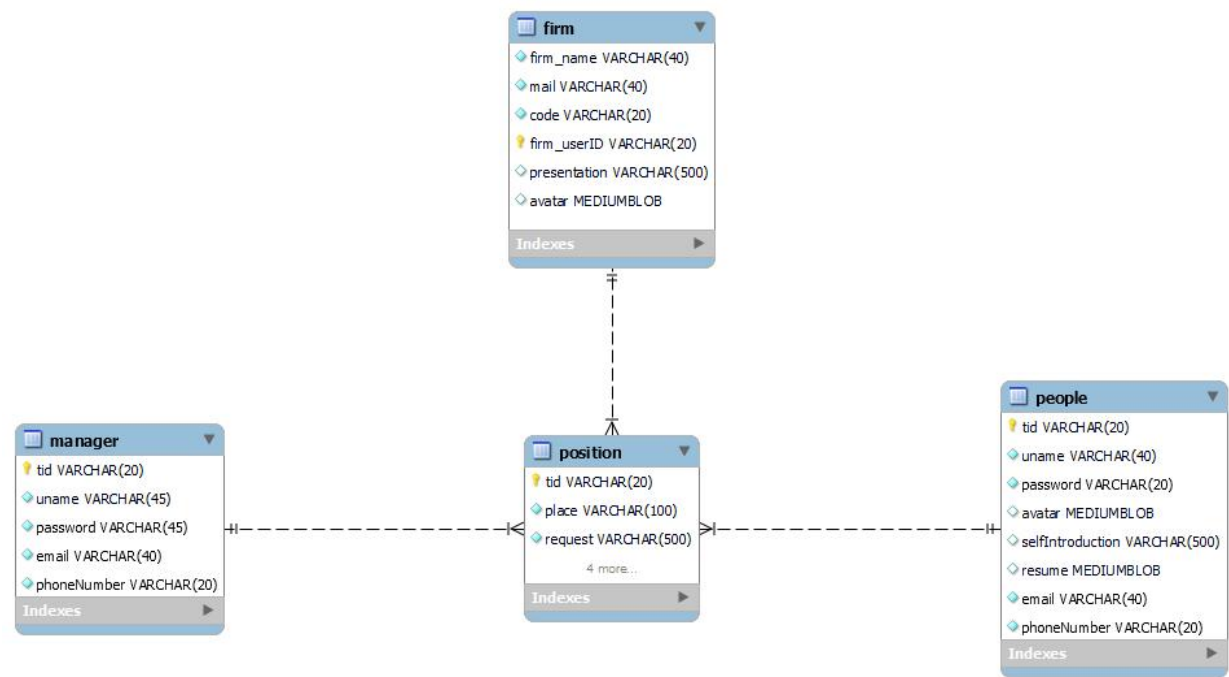 firm
firm_name VARCHAR(40)
mail VARCHAR(40)
code VARCHAR(20)
firm_userID VARCHAR(20)
presentation VARCHAR(500)
avatar MEDIUMBLOB
Indexes
manager
tid VARCHAR(20)
uname VARCHAR(45)
password VARCHAR(45)
email VARCHAR(40)
phoneNumber VARCHAR(20)
Indexes
position
tid VARCHAR(20)
place VARCHAR(100)
request VARCHAR(500)
4 more...
Indexes
people
tid VARCHAR(20)
uname VARCHAR(40)
password VARCHAR(20)
avatar MEDIUMBLOB
selfIntroduction VARCHAR(500)
resume MEDIUMBLOB
email VARCHAR(40)
phoneNumber VARCHAR(20)
Indexes